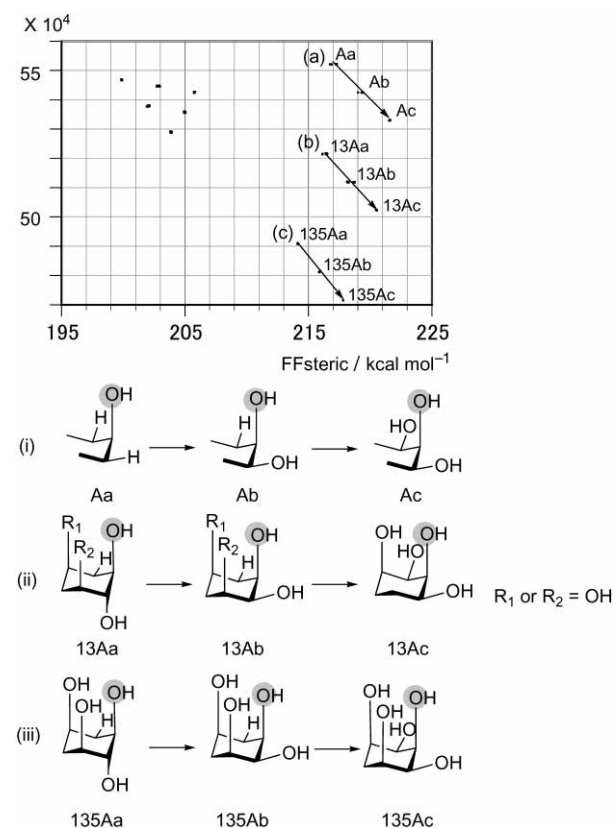 X 10⁴
55
(a) Aa
Ab
Ac
(b) 13Aa
13Ab
13Ac
50
(c) 135Aa
135Ab
135Ac
195 205 215 225
FFsteric / kcal mol⁻¹
(i)
OH
H
H
Aa
OH
H
OH
Ab
OH
HO
OH
Ac
(ii)
R₁
OH
R₂
H
OH
13Aa
R₁
OH
R₂
H
OH
13Ab
OH
OH
HO
OH
13Ac
R₁ or R₂ = OH
(iii)
OH
OH
OH
H
OH
135Aa
OH
OH
OH
H
OH
135Ab
OH
OH
OH
HO
OH
135Ac